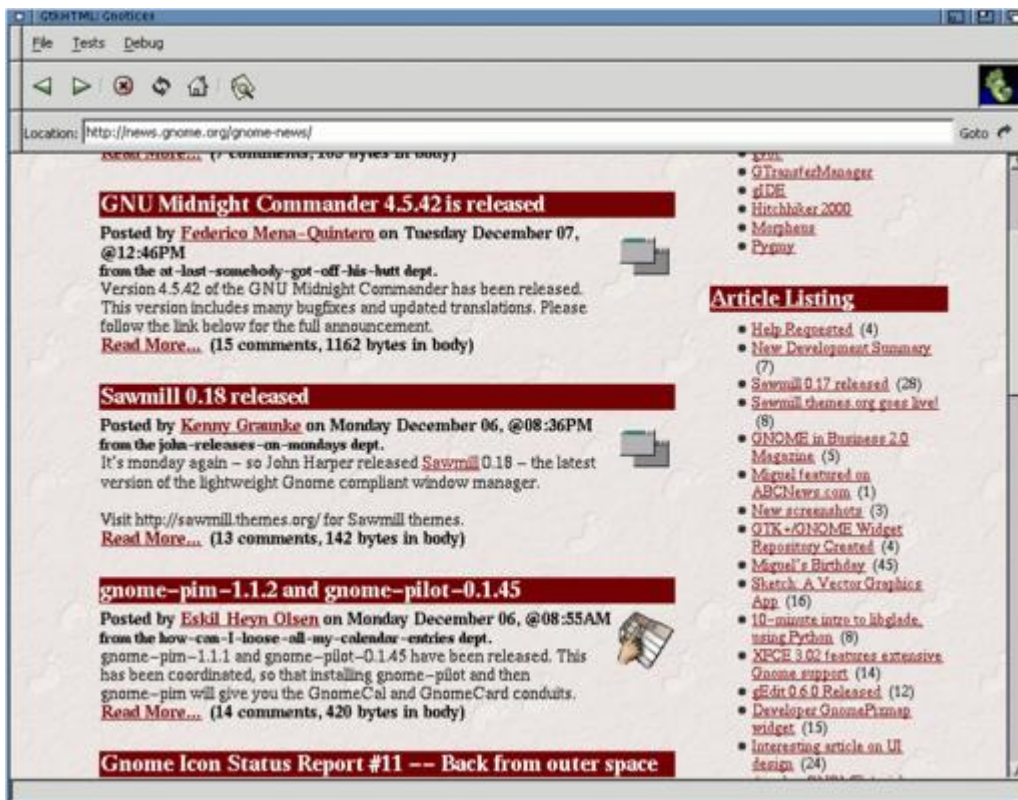 GtkHTML: Gnotices
File Tests Debug
Location: http://news.gnome.org/gnome-news/ Goto
Read More... (7 comments, 163 bytes in body)
GNU Midnight Commander 4.5.42 is released
Posted by Federico Mena-Quintero on Tuesday December 07,
@12:46PM
from the at-last-somebody-got-off-his-butt dept.
Version 4.5.42 of the GNU Midnight Commander has been released.
This version includes many bugfixes and updated translations. Please
follow the link below for the full announcement.
Read More... (15 comments, 1162 bytes in body)
Sawmill 0.18 released
Posted by Kenny Graunke on Monday December 06, @08:36PM
from the john-releases-on-mondays dept.
It's monday again – so John Harper released Sawmill 0.18 – the latest
version of the lightweight Gnome compliant window manager.
Visit http://sawmill.themes.org/ for Sawmill themes.
Read More... (13 comments, 142 bytes in body)
gnome-pim-1.1.2 and gnome-pilot-0.1.45
Posted by Eskil Heyn Olsen on Monday December 06, @08:55AM
from the how-can-I-loose-all-my-calendar-entries dept.
gnome-pim-1.1.1 and gnome-pilot-0.1.45 have been released. This
has been coordinated, so that installing gnome-pilot and then
gnome-pim will give you the GnomeCal and GnomeCard conduits.
Read More... (14 comments, 420 bytes in body)
Gnome Icon Status Report #11 -- Back from outer space
GTransferManager
gIDE
Hitchhiker 2000
Morpheus
Pygmy
Article Listing
Help Requested (4)
New Development Summary
(7)
Sawmill 0.17 released (28)
Sawmill.themes.org goes live!
(8)
GNOME in Business 2.0
Magazine (5)
Miguel featured on
ABCNews.com (1)
New screenshots (3)
GTK+/GNOME Widget
Repository Created (4)
Miguel's Birthday (45)
Sketch: A Vector Graphics
App (16)
10-minute intro to libglade,
using Python (8)
XFCE 3.02 features extensive
Gnome support (14)
gEdit 0.6.0 Released (12)
Developer GnomePixmap
widget (15)
Interesting article on UI
design (24)